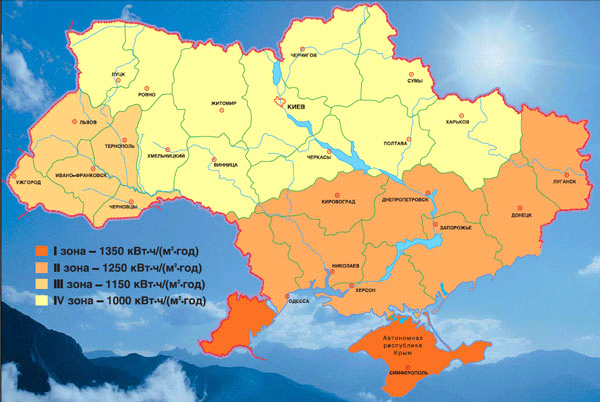 ЧЕРНИГОВ
СУМЫ
ЛУЦК
РОВНО
ЖИТОМИР
КИЕВ
ЛЬВОВ
ТЕРНОПОЛЬ
ХМЕЛЬНИЦКИЙ
ВИННИЦА
ЧЕРКАСЫ
ПОЛТАВА
ХАРЬКОВ
УЖГОРОД
ИВАНО-ФРАНКОВСК
ЧЕРНОВЦЫ
КИРОВОГРАД
ДНЕПРОПЕТРОВСК
ЛУГАНСК
ДОНЕЦК
ЗАПОРОЖЬЕ
НИКОЛАЕВ
ОДЕССА
ХЕРСОН
I зона – 1350 кВт·ч/(м²·год)
II зона – 1250 кВт·ч/(м²·год)
III зона – 1150 кВт·ч/(м²·год)
IV зона – 1000 кВт·ч/(м²·год)
Автономная
республика
Крым
СИМФЕРОПОЛЬ